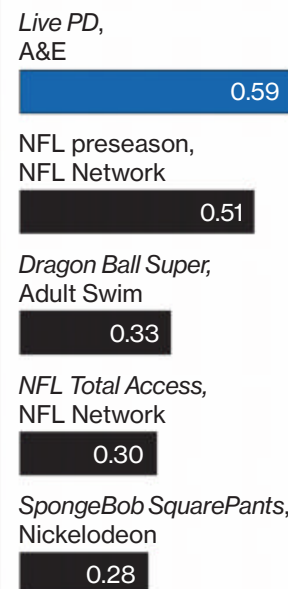 Live PD,
A&E
0.59
NFL preseason,
NFL Network
0.51
Dragon Ball Super,
Adult Swim
0.33
NFL Total Access,
NFL Network
0.30
SpongeBob SquarePants,
Nickelodeon
0.28